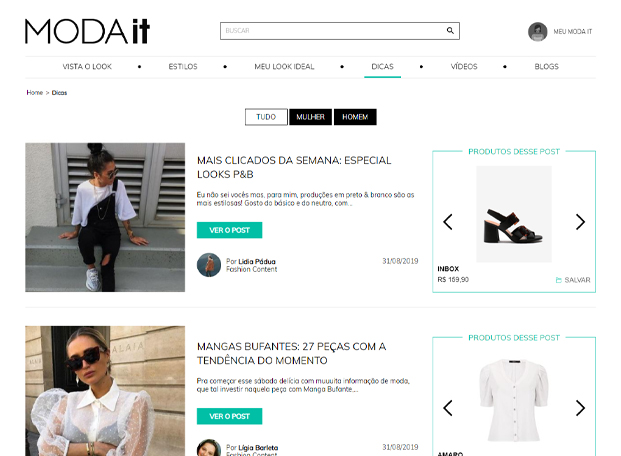 MODA it
BUSCAR
MEU MODA IT
VISTA O LOOK • ESTILOS • MEU LOOK IDEAL • DICAS • VÍDEOS • BLOGS
Home > Dicas
TUDO MULHER HOMEM
MAIS CLICADOS DA SEMANA: ESPECIAL
LOOKS P&B
Eu não sei vocês mas, para mim, produções em preto & branco são as
mais estilosas! Gosto do básico e do neutro, com...
VER O POST
Por Lidia Pádua
Fashion Content
31/08/2019
PRODUTOS DESSE POST
INBOX
R$ 159,90
SALVAR
MANGAS BUFANTES: 27 PEÇAS COM A
TENDÊNCIA DO MOMENTO
Pra começar esse sábado delícia com muuuita informação de moda,
que tal investir naquela peça com Manga Bufante,...
VER O POST
Por Lígia Barleta
Fashion Content
31/08/2019
PRODUTOS DESSE POST
AMARO